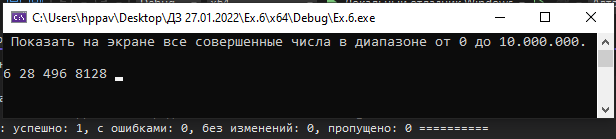 C:\Users\hppav\Desktop\ДЗ 27.01.2022\Ex.6\x64\Debug\Ex.6.exe
Показать на экране все совершенные числа в диапазоне от 0 до 10.000.000.
6 28 496 8128
: успешно: 1, с ошибками: 0, без изменений: 0, пропущено: 0 ==========